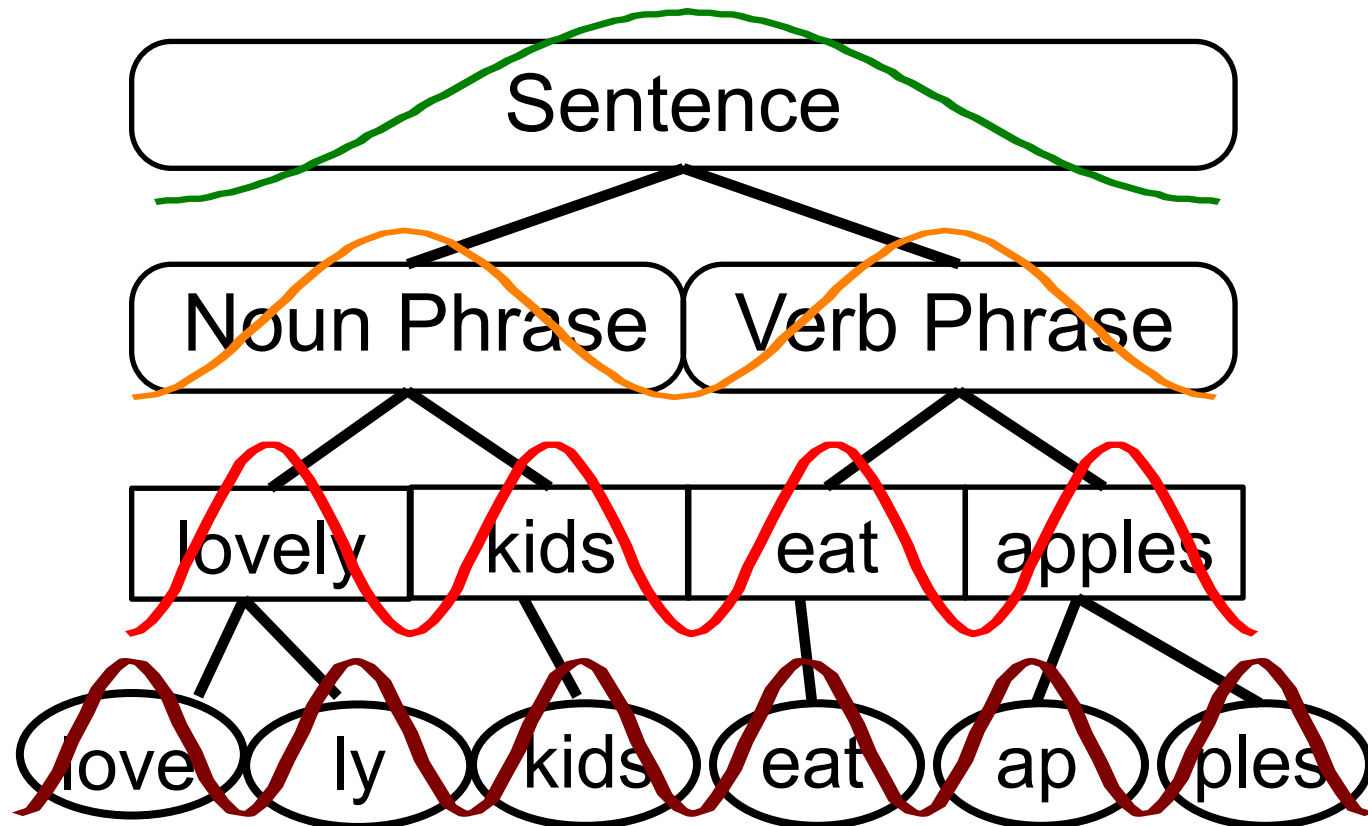 Sentence
Noun Phrase Verb Phrase
lovely kids eat apples
love ly kids eat ap ples